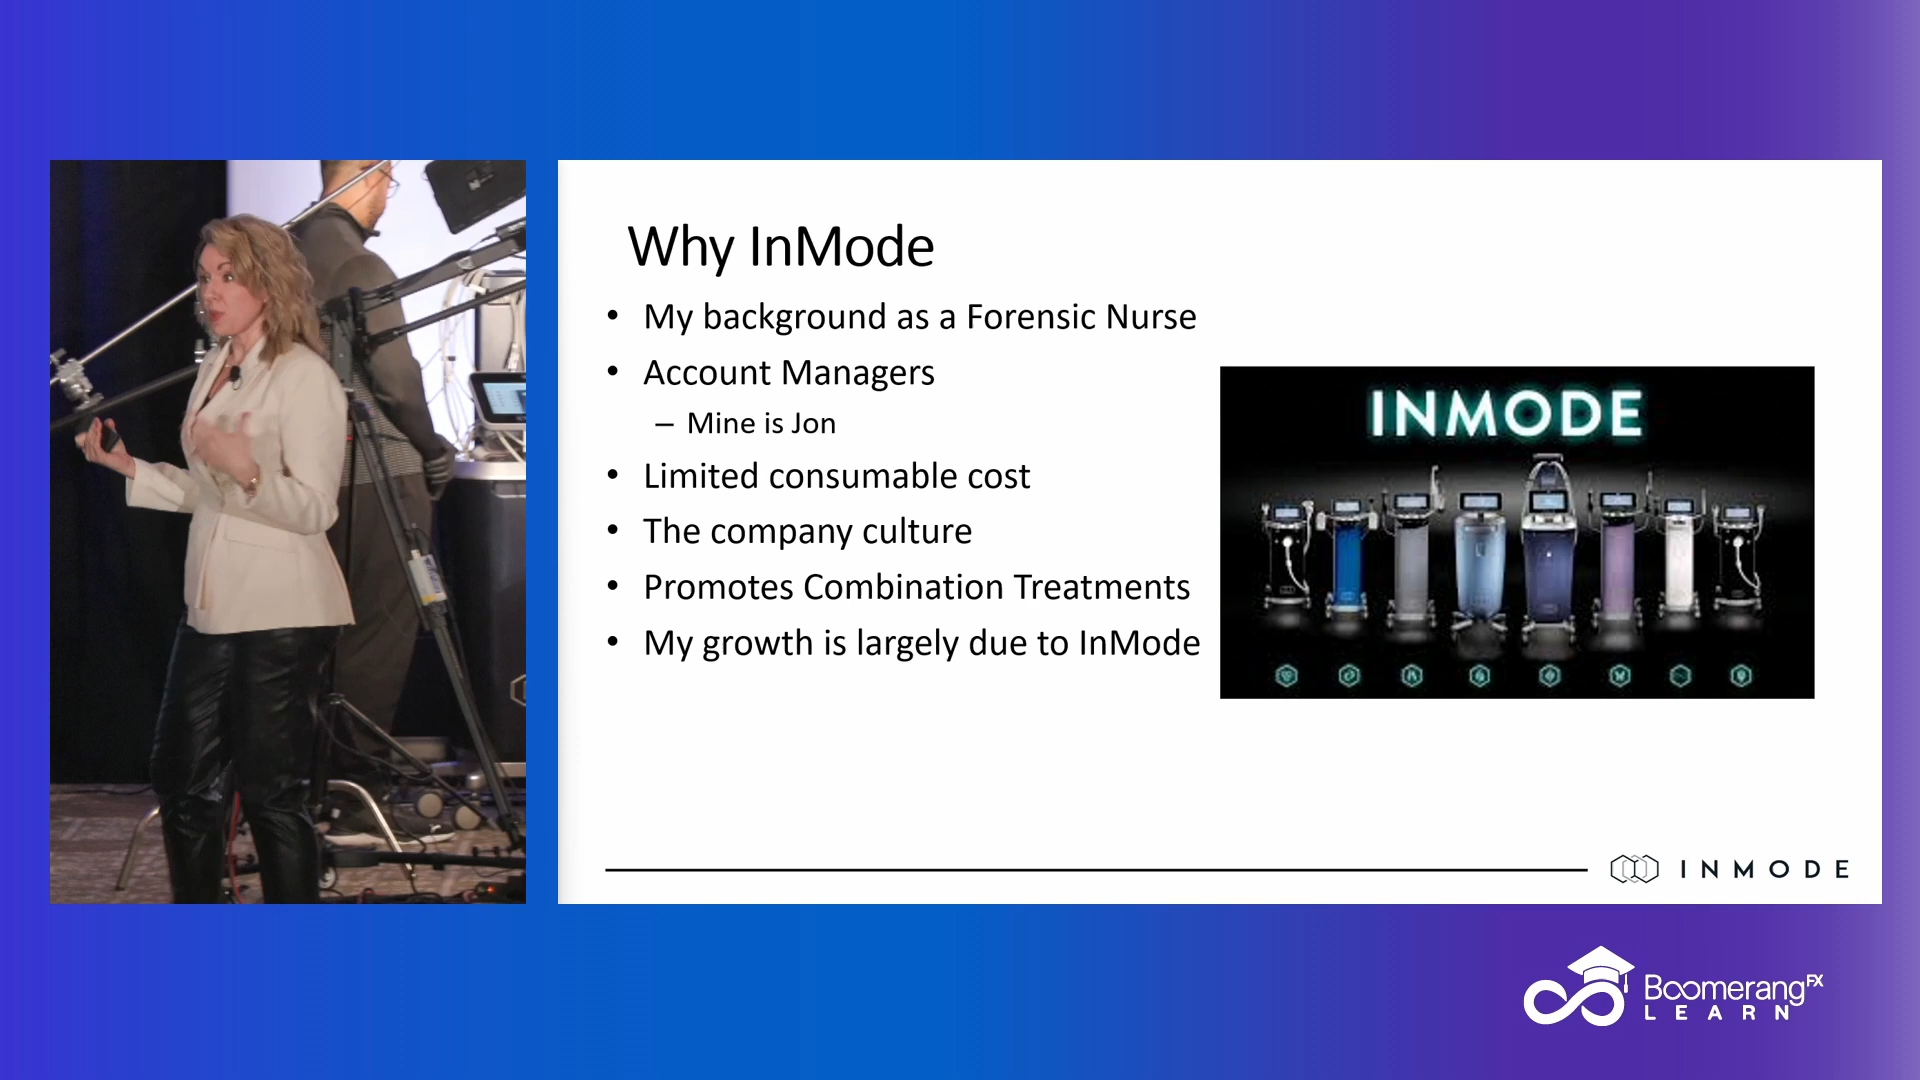 Why InMode
• My background as a Forensic Nurse
• Account Managers
– Mine is Jon
• Limited consumable cost
• The company culture
• Promotes Combination Treatments
• My growth is largely due to InMode
INMODE
INMODE
BoomerangFX
LEARN